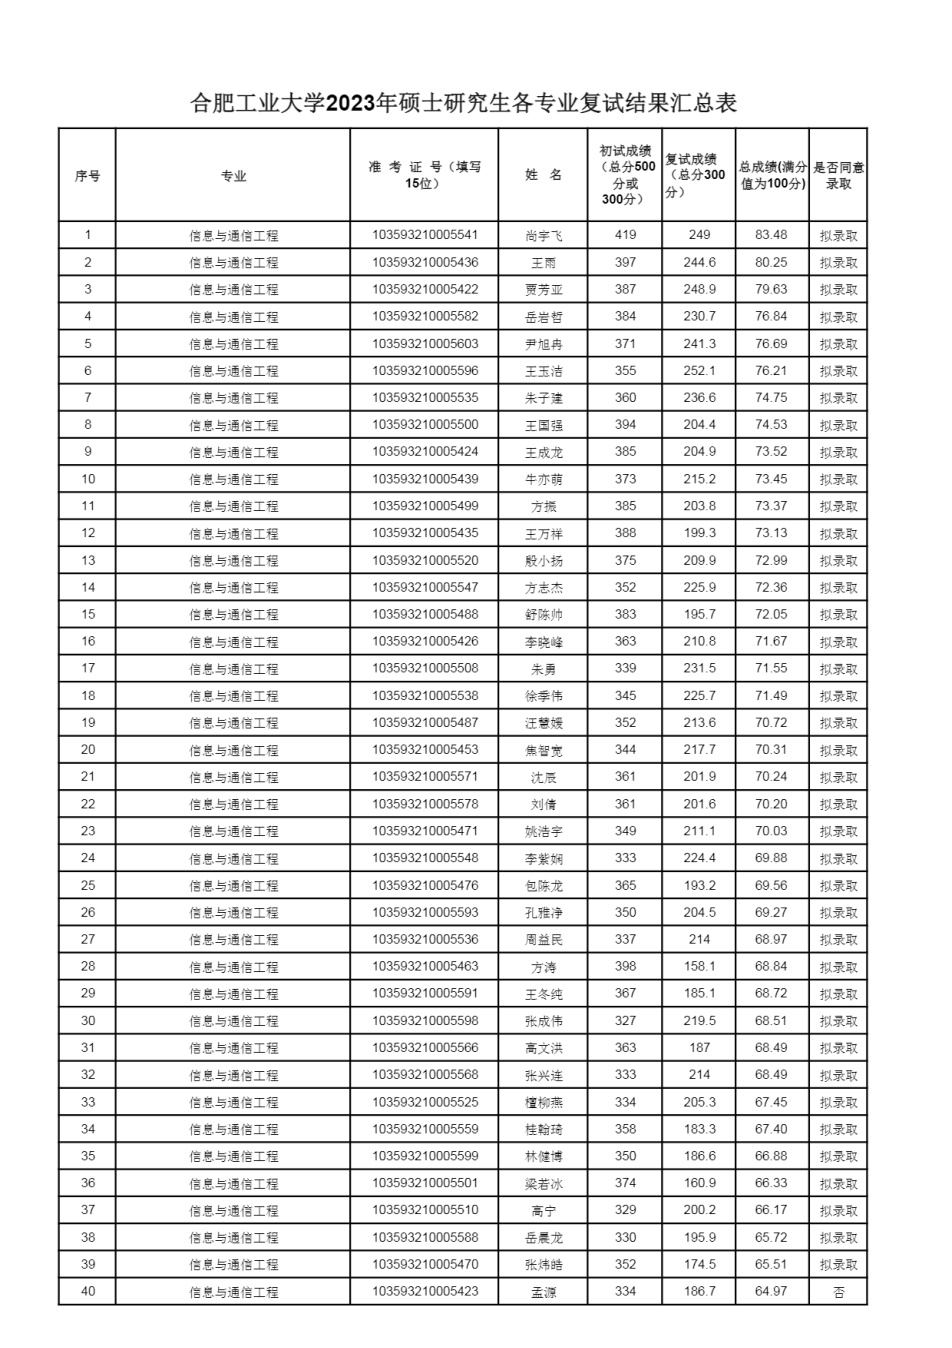 合肥工业大学2023年硕士研究生各专业复试结果汇总表
序号 专业 准 考 证 号（填写15位） 姓 名 初试成绩（总分500分或300分） 复试成绩（总分300分） 总成绩(满分值为100分) 是否同意录取
1 信息与通信工程 103593210005541 尚宇飞 419 249 83.48 拟录取
2 信息与通信工程 103593210005436 王雨 397 244.6 80.25 拟录取
3 信息与通信工程 103593210005422 贾芳亚 387 248.9 79.63 拟录取
4 信息与通信工程 103593210005582 岳岩哲 384 230.7 76.84 拟录取
5 信息与通信工程 103593210005603 尹旭冉 371 241.3 76.69 拟录取
6 信息与通信工程 103593210005596 王玉洁 355 252.1 76.21 拟录取
7 信息与通信工程 103593210005535 朱子建 360 236.6 74.75 拟录取
8 信息与通信工程 103593210005500 王国强 394 204.4 74.53 拟录取
9 信息与通信工程 103593210005424 王成龙 385 204.9 73.52 拟录取
10 信息与通信工程 103593210005439 牛亦萌 373 215.2 73.45 拟录取
11 信息与通信工程 103593210005499 方振 385 203.8 73.37 拟录取
12 信息与通信工程 103593210005435 王万祥 388 199.3 73.13 拟录取
13 信息与通信工程 103593210005520 殷小扬 375 209.9 72.99 拟录取
14 信息与通信工程 103593210005547 方志杰 352 225.9 72.36 拟录取
15 信息与通信工程 103593210005488 舒陈帅 383 195.7 72.05 拟录取
16 信息与通信工程 103593210005426 李晓峰 363 210.8 71.67 拟录取
17 信息与通信工程 103593210005508 朱勇 339 231.5 71.55 拟录取
18 信息与通信工程 103593210005538 徐季伟 345 225.7 71.49 拟录取
19 信息与通信工程 103593210005487 汪慧媛 352 213.6 70.72 拟录取
20 信息与通信工程 103593210005453 焦智宽 344 217.7 70.31 拟录取
21 信息与通信工程 103593210005571 沈辰 361 201.9 70.24 拟录取
22 信息与通信工程 103593210005578 刘倩 361 201.6 70.20 拟录取
23 信息与通信工程 103593210005471 姚浩宇 349 211.1 70.03 拟录取
24 信息与通信工程 103593210005548 李紫娴 333 224.4 69.88 拟录取
25 信息与通信工程 103593210005476 包陈龙 365 193.2 69.56 拟录取
26 信息与通信工程 103593210005593 孔雅净 350 204.5 69.27 拟录取
27 信息与通信工程 103593210005536 周益民 337 214 68.97 拟录取
28 信息与通信工程 103593210005463 方涛 398 158.1 68.84 拟录取
29 信息与通信工程 103593210005591 王冬纯 367 185.1 68.72 拟录取
30 信息与通信工程 103593210005598 张成伟 327 219.5 68.51 拟录取
31 信息与通信工程 103593210005566 高文洪 363 187 68.49 拟录取
32 信息与通信工程 103593210005568 张兴连 333 214 68.49 拟录取
33 信息与通信工程 103593210005525 檀柳燕 334 205.3 67.45 拟录取
34 信息与通信工程 103593210005559 桂翰琦 358 183.3 67.40 拟录取
35 信息与通信工程 103593210005599 林健博 350 186.6 66.88 拟录取
36 信息与通信工程 103593210005501 梁若冰 374 160.9 66.33 拟录取
37 信息与通信工程 103593210005510 高宁 329 200.2 66.17 拟录取
38 信息与通信工程 103593210005588 岳晨龙 330 195.9 65.72 拟录取
39 信息与通信工程 103593210005470 张炜皓 352 174.5 65.51 拟录取
40 信息与通信工程 103593210005423 孟源 334 186.7 64.97 否